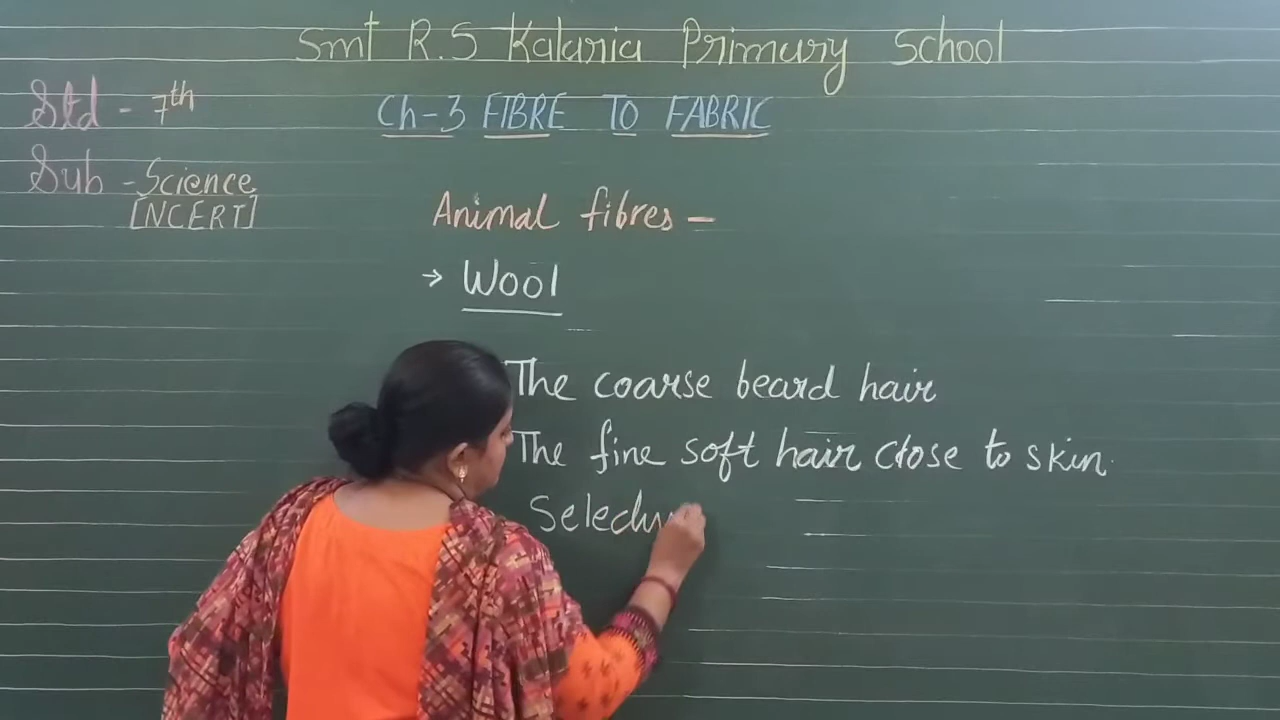 Smt R.S Kalaria Primary School
Std - 7th
Ch-3 FIBRE TO FABRIC
Sub - Science
[NCERT]
Animal fibres -
→ Wool
The coarse beard hair
The fine soft hair close to skin.